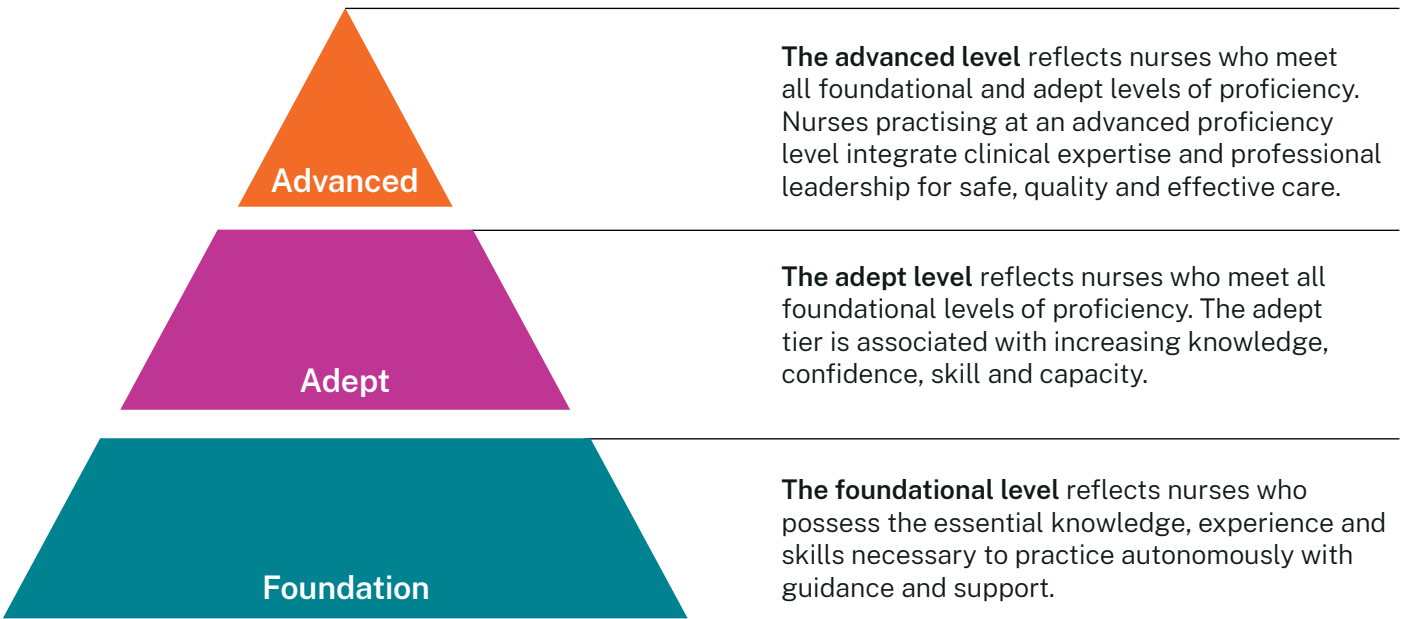 Advanced
The advanced level reflects nurses who meet
all foundational and adept levels of proficiency.
Nurses practising at an advanced proficiency
level integrate clinical expertise and professional
leadership for safe, quality and effective care.
Adept
The adept level reflects nurses who meet all
foundational levels of proficiency. The adept
tier is associated with increasing knowledge,
confidence, skill and capacity.
Foundation
The foundational level reflects nurses who
possess the essential knowledge, experience and
skills necessary to practice autonomously with
guidance and support.